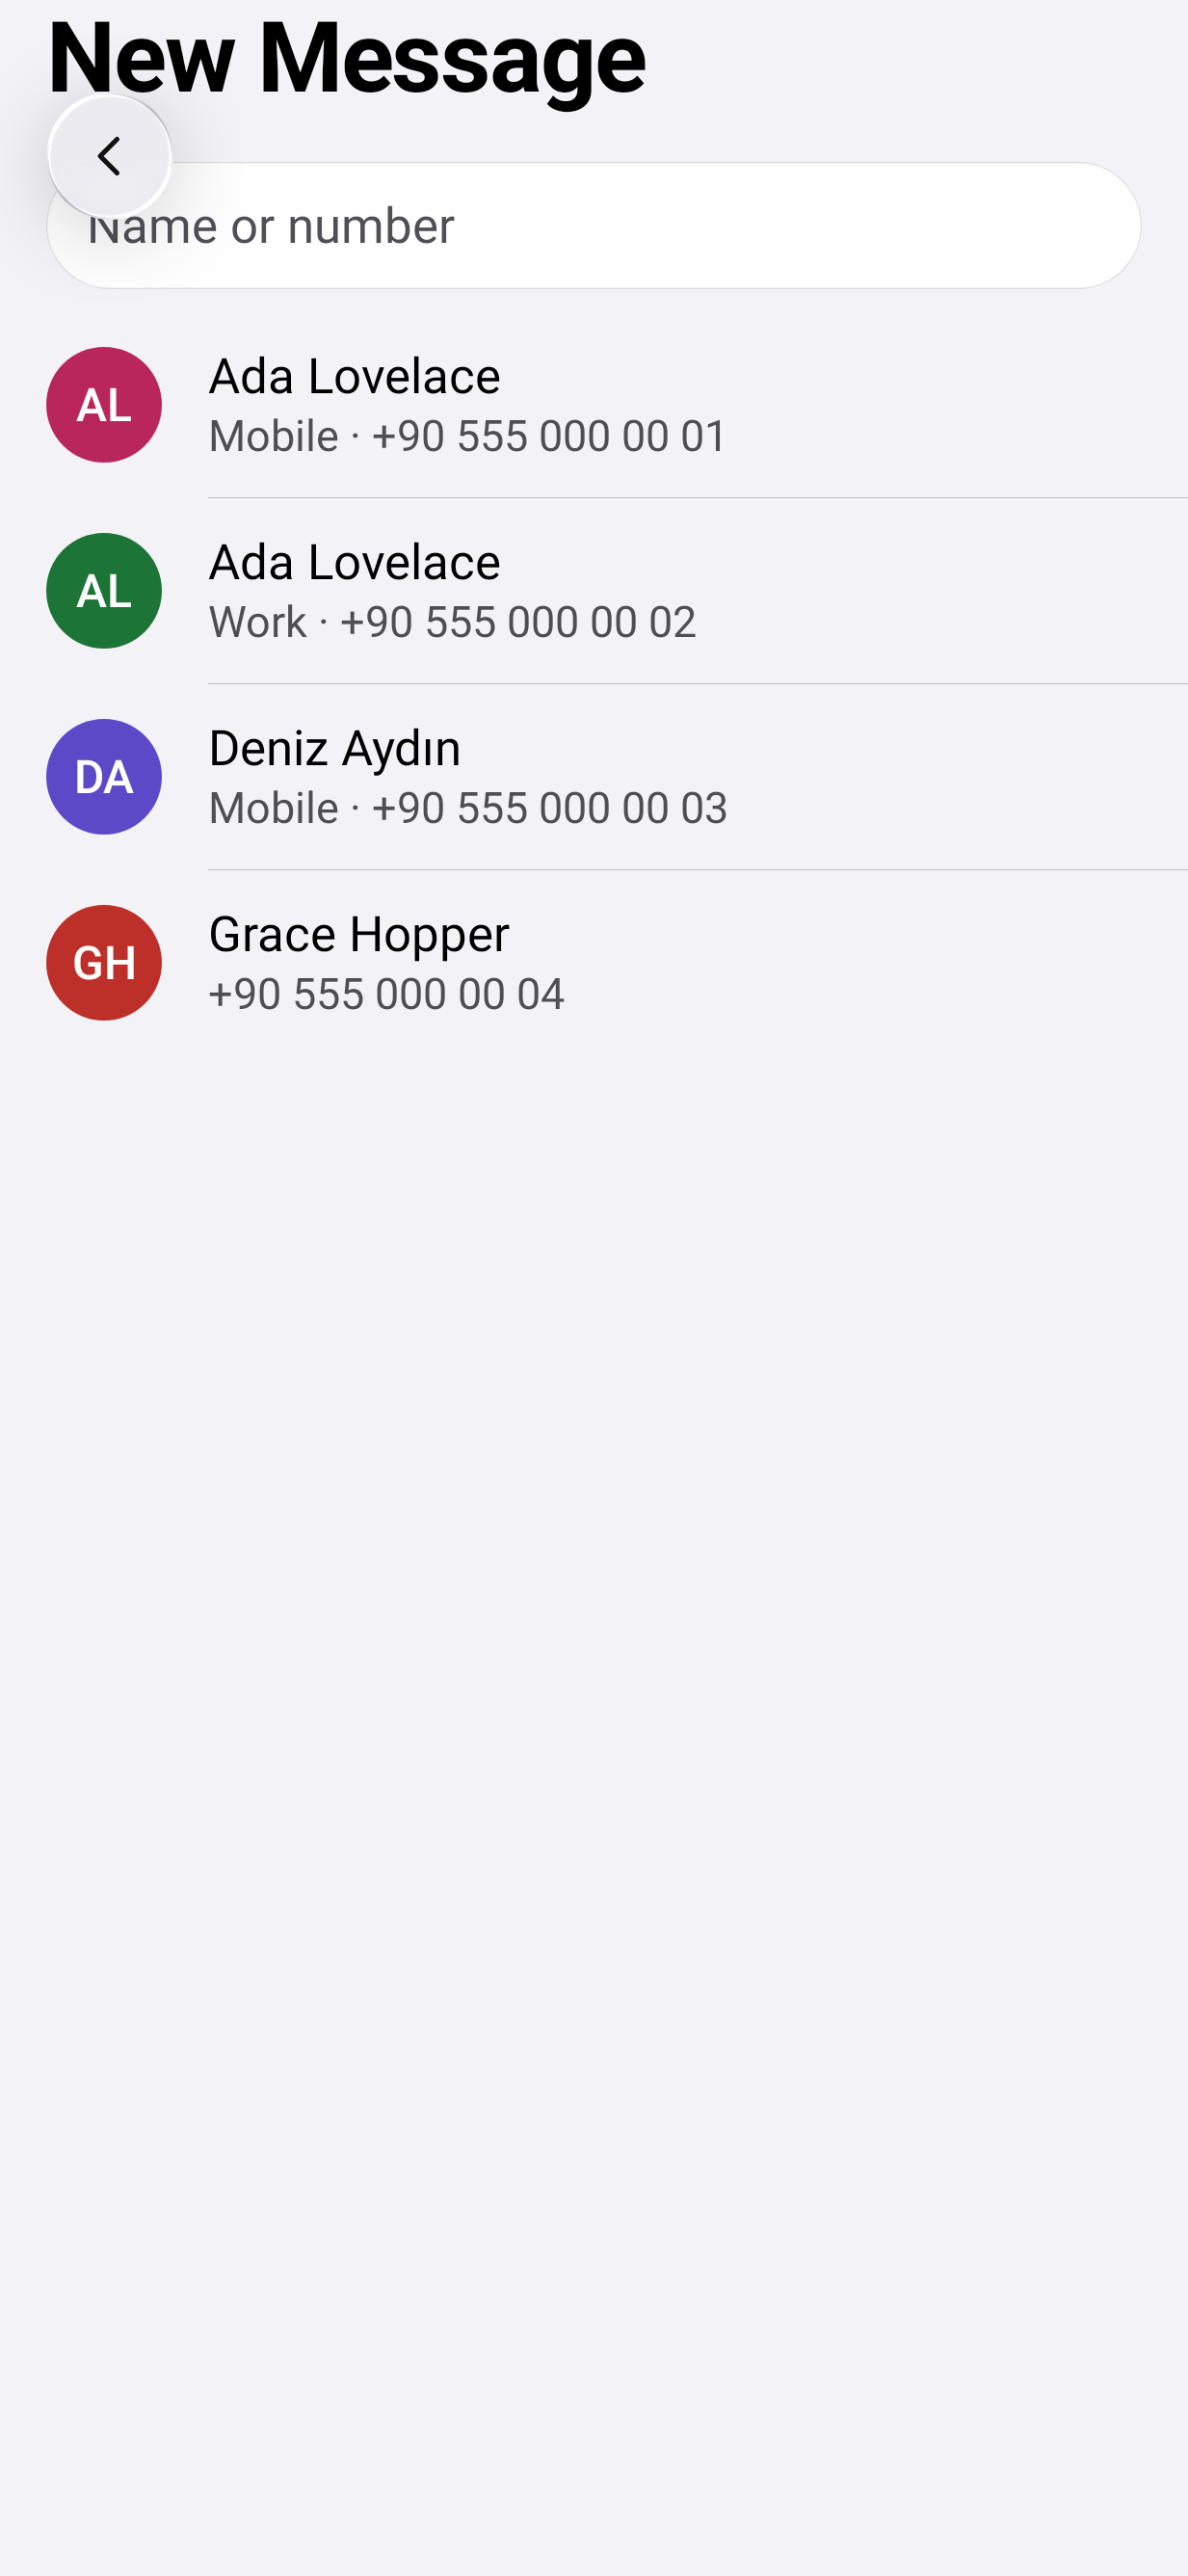 New Message
Name or number
AL
Ada Lovelace
Mobile · +90 555 000 00 01
AL
Ada Lovelace
Work · +90 555 000 00 02
DA
Deniz Aydın
Mobile · +90 555 000 00 03
GH
Grace Hopper
+90 555 000 00 04